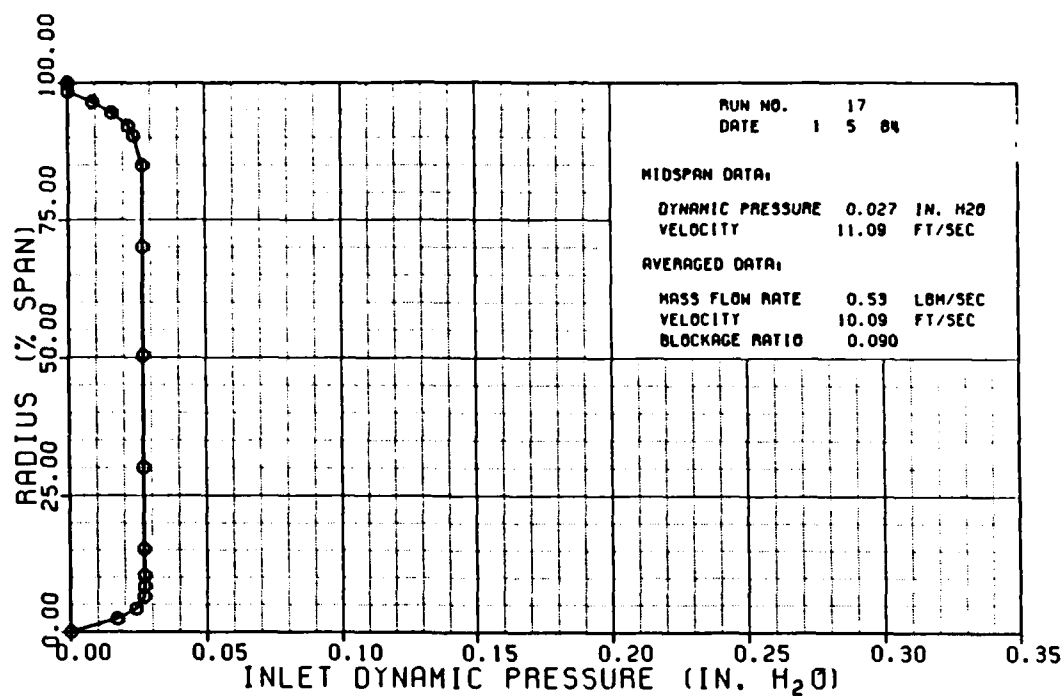 100.00
75.00
50.00
25.00
0.00
RADIUS (% SPAN)
RUN NO. 17
DATE 1 5 84
MIDSPAN DATA:
DYNAMIC PRESSURE 0.027 IN. H2O
VELOCITY 11.09 FT/SEC
AVERAGED DATA:
MASS FLOW RATE 0.53 LBM/SEC
VELOCITY 10.09 FT/SEC
BLOCKAGE RATIO 0.090
0.00 0.05 0.10 0.15 0.20 0.25 0.30 0.35
INLET DYNAMIC PRESSURE (IN. H₂O)